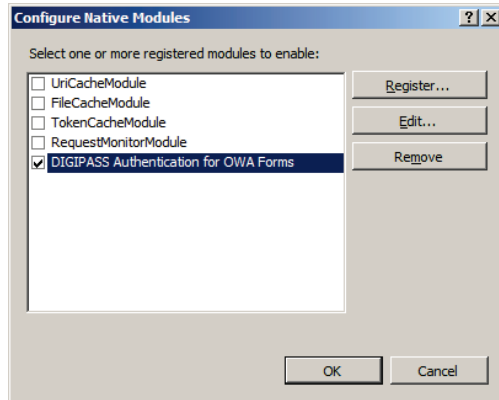 Configure Native Modules
Select one or more registered modules to enable:
UriCacheModule
FileCacheModule
TokenCacheModule
RequestMonitorModule
DIGIPASS Authentication for OWA Forms
Register...
Edit...
Remove
OK
Cancel